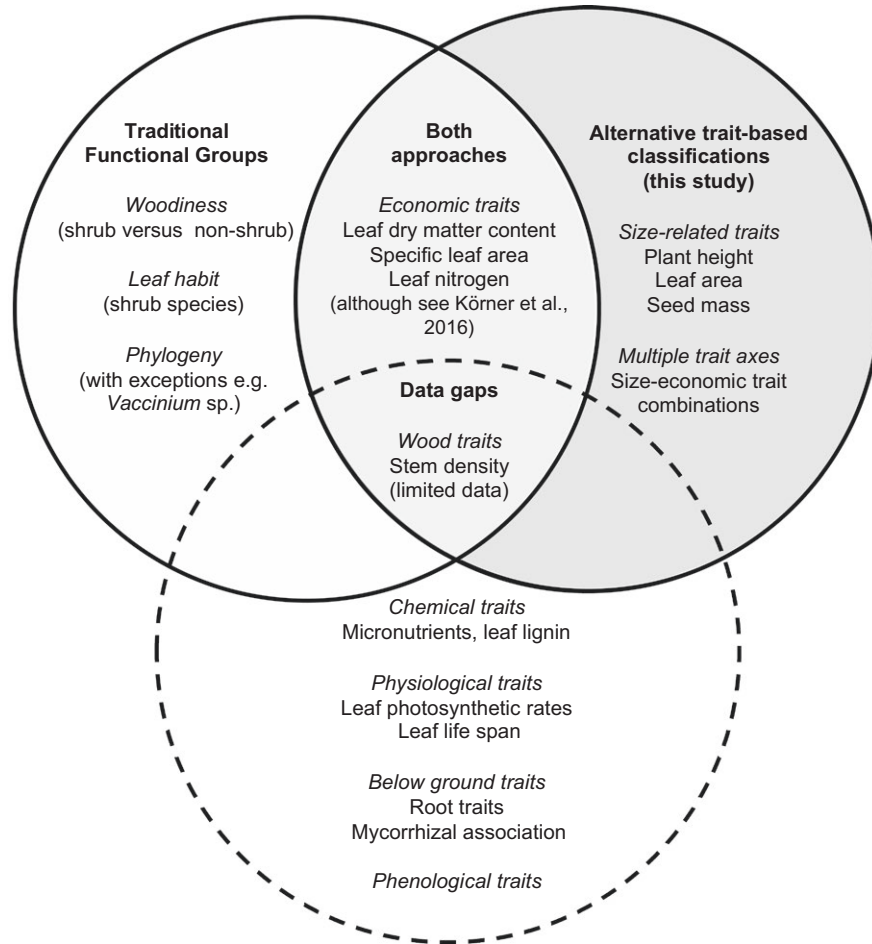 Traditional
Functional Groups
Woodiness
(shrub versus non-shrub)
Leaf habit
(shrub species)
Phylogeny
(with exceptions e.g.
Vaccinium sp.)
Both
approaches
Economic traits
Leaf dry matter content
Specific leaf area
Leaf nitrogen
(although see Körner et al.,
2016)
Data gaps
Wood traits
Stem density
(limited data)
Alternative trait-based
classifications
(this study)
Size-related traits
Plant height
Leaf area
Seed mass
Multiple trait axes
Size-economic trait
combinations
Chemical traits
Micronutrients, leaf lignin
Physiological traits
Leaf photosynthetic rates
Leaf life span
Below ground traits
Root traits
Mycorrhizal association
Phenological traits